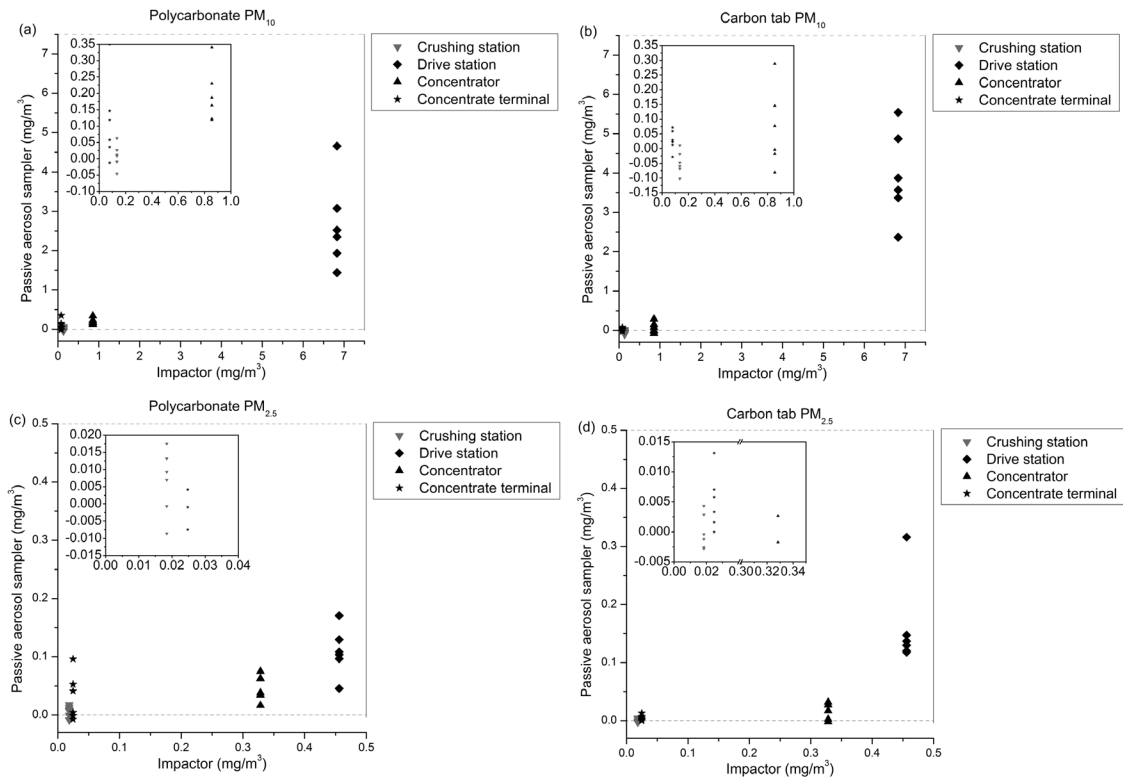 (a)
Polycarbonate PM10
Passive aerosol sampler (mg/m3)
7
6
5
4
3
2
1
0
0.35
0.30
0.25
0.20
0.15
0.10
0.05
0.00
-0.05
-0.10
0.0 0.2 0.4 0.6 0.8 1.0
0 1 2 3 4 5 6 7
Impactor (mg/m3)
Crushing station
Drive station
Concentrator
Concentrate terminal
(b)
Carbon tab PM10
Passive aerosol sampler (mg/m3)
7
6
5
4
3
2
1
0
0.35
0.30
0.25
0.20
0.15
0.10
0.05
0.00
-0.05
-0.10
-0.15
0.0 0.2 0.4 0.6 0.8 1.0
0 1 2 3 4 5 6 7
Impactor (mg/m3)
Crushing station
Drive station
Concentrator
Concentrate terminal
(c)
Polycarbonate PM2.5
Passive aerosol sampler (mg/m3)
0.5
0.4
0.3
0.2
0.1
0.0
0.020
0.015
0.010
0.005
0.000
-0.005
-0.010
-0.015
0.00 0.01 0.02 0.03 0.04
0.0 0.1 0.2 0.3 0.4 0.5
Impactor (mg/m3)
Crushing station
Drive station
Concentrator
Concentrate terminal
(d)
Carbon tab PM2.5
Passive aerosol sampler (mg/m3)
0.5
0.4
0.3
0.2
0.1
0.0
0.015
0.010
0.005
0.000
-0.005
0.00 0.02 0.30 0.32 0.34
0.0 0.1 0.2 0.3 0.4 0.5
Impactor (mg/m3)
Crushing station
Drive station
Concentrator
Concentrate terminal